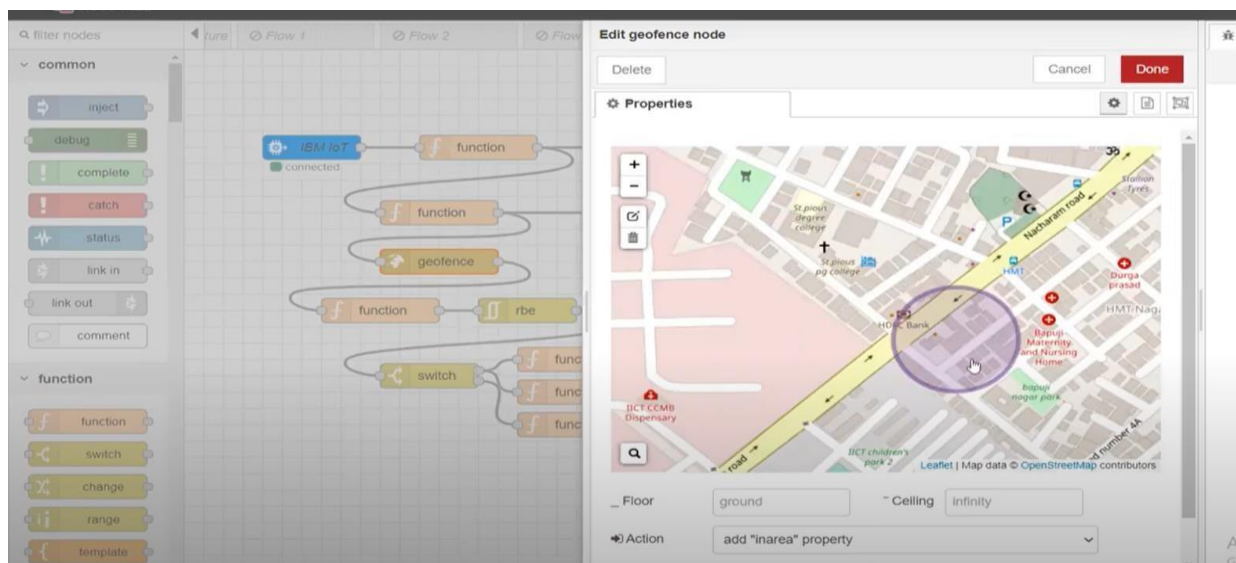 filter nodes
common
inject
debug
complete
catch
status
link in
link out
comment
function
function
switch
change
range
template
ture
Flow 1
Flow 2
Flow
IBM IoT
connected
function
function
geofence
function
rbe
switch
func
func
func
Edit geofence node
Delete
Cancel
Done
Properties
+
−
St.pious
degree
college
St.pious
pg college
Nacharam road
Stallion
Tyres
P
HMT
Durga
prasad
HMT-Naga
HDFC Bank
Bapuji
Maternity
and Nursing
Home
bapuji
nagar park
IICT CCMB
Dispensary
IICT children's
park 2
road
number 4A
Leaflet | Map data © OpenStreetMap contributors
Floor
ground
Ceiling
infinity
Action
add "inarea" property